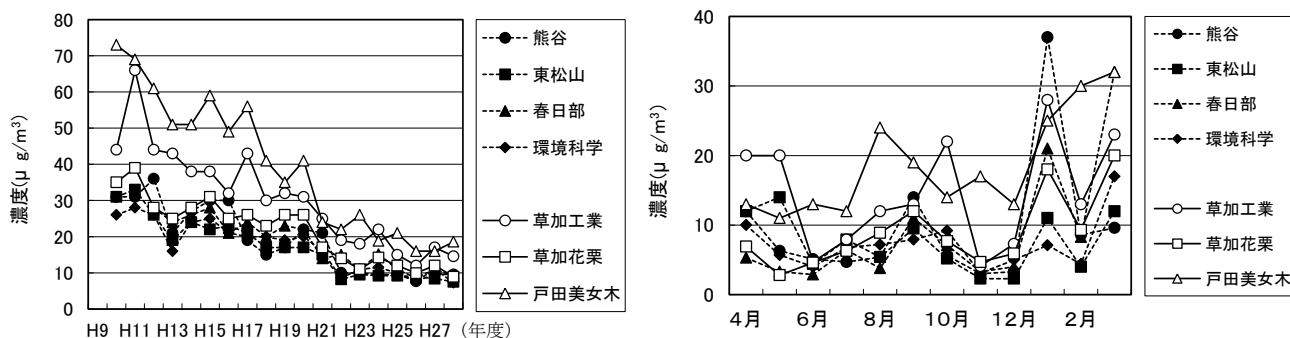 濃度(μ g/m³)
80
70
60
50
40
30
20
10
0
H9 H11 H13 H15 H17 H19 H21 H23 H25 H27 (年度)
熊谷
東松山
春日部
環境科学
草加工業
草加花栗
戸田美女木
濃度(μ g/m³)
40
30
20
10
0
4月 6月 8月 10月 12月 2月
熊谷
東松山
春日部
環境科学
草加工業
草加花栗
戸田美女木